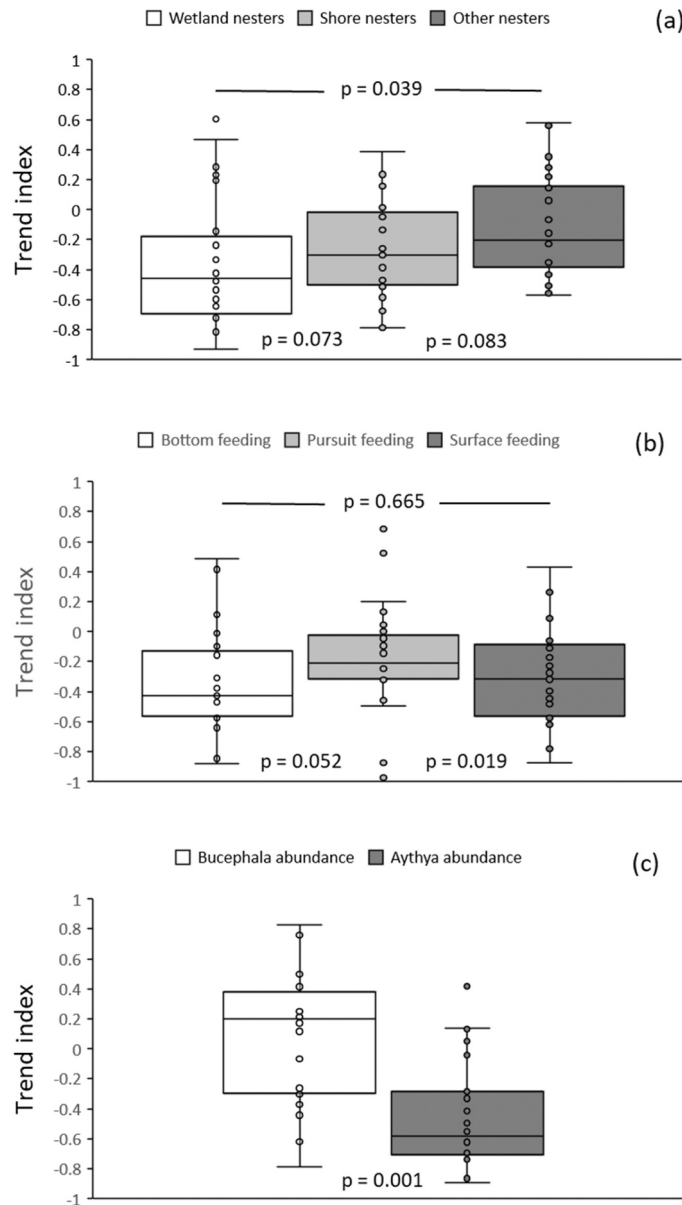 Wetland nesters Shore nesters Other nesters
(a)
Trend index
1
0.8
0.6
0.4
0.2
0
-0.2
-0.4
-0.6
-0.8
-1
p = 0.039
p = 0.073
p = 0.083
Bottom feeding Pursuit feeding Surface feeding
(b)
Trend index
1
0.8
0.6
0.4
0.2
0
-0.2
-0.4
-0.6
-0.8
-1
p = 0.665
p = 0.052
p = 0.019
Bucephala abundance Aythya abundance
(c)
Trend index
1
0.8
0.6
0.4
0.2
0
-0.2
-0.4
-0.6
-0.8
-1
p = 0.001